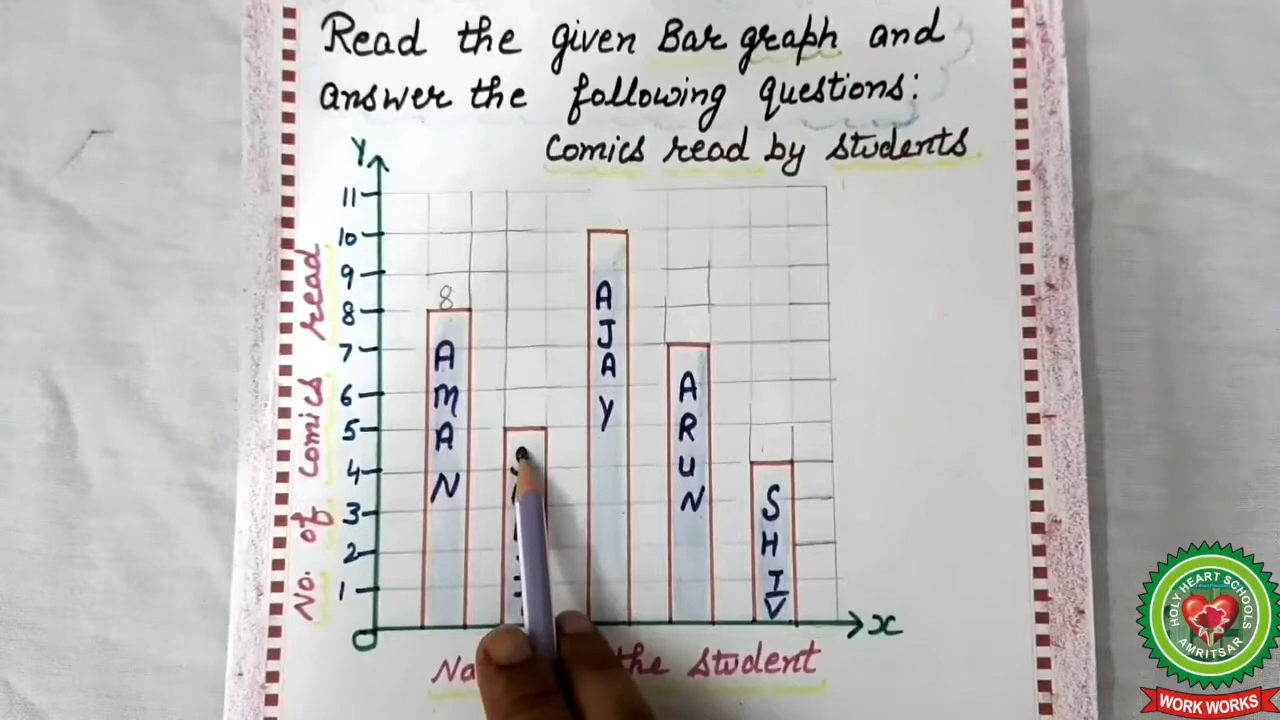 Read the given Bar graph and
answer the following questions:
Comics read by students
Y
11
10
9
8
7
6
5
4
3
2
1
O
x
No. of comics read
8
AMAN
AJAY
ARUN
SHIV
the student
HOLY HEART SCHOOLS
AMRITSAR
WORK WORKS